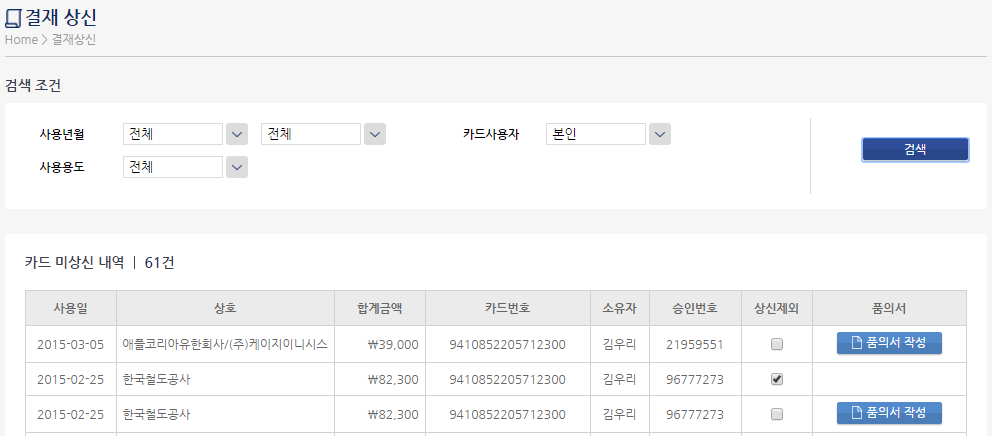 결재 상신
Home > 결재상신
검색 조건
사용년월 전체 전체 카드사용자 본인
검색
사용용도 전체
카드 미상신 내역 | 61건
사용일 상호 합계금액 카드번호 소유자 승인번호 상신제외 품의서
2015-03-05 애플코리아유한회사/(주)케이지이니시스 ₩39,000 9410852205712300 김우리 21959551 품의서 작성
2015-02-25 한국철도공사 ₩82,300 9410852205712300 김우리 96777273
2015-02-25 한국철도공사 ₩82,300 9410852205712300 김우리 96777273 품의서 작성